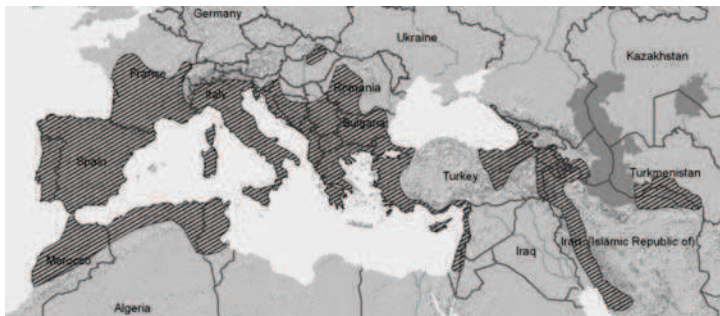 Germany
Ukraine
Kazakhstan
France
Italy
Romania
Bulgaria
Spain
Turkey
Turkmenistan
Iraq
Iran (Islamic Republic of)
Morocco
Algeria